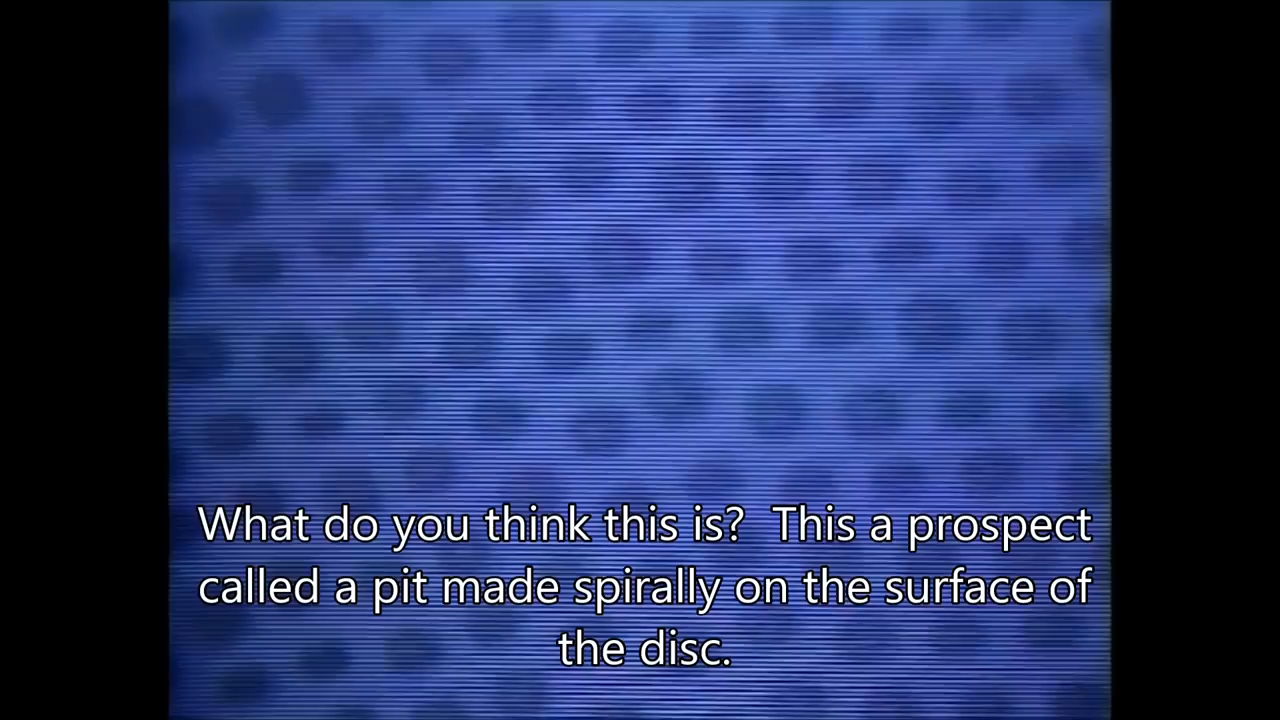 What do you think this is?  This a prospect
called a pit made spirally on the surface of
the disc.